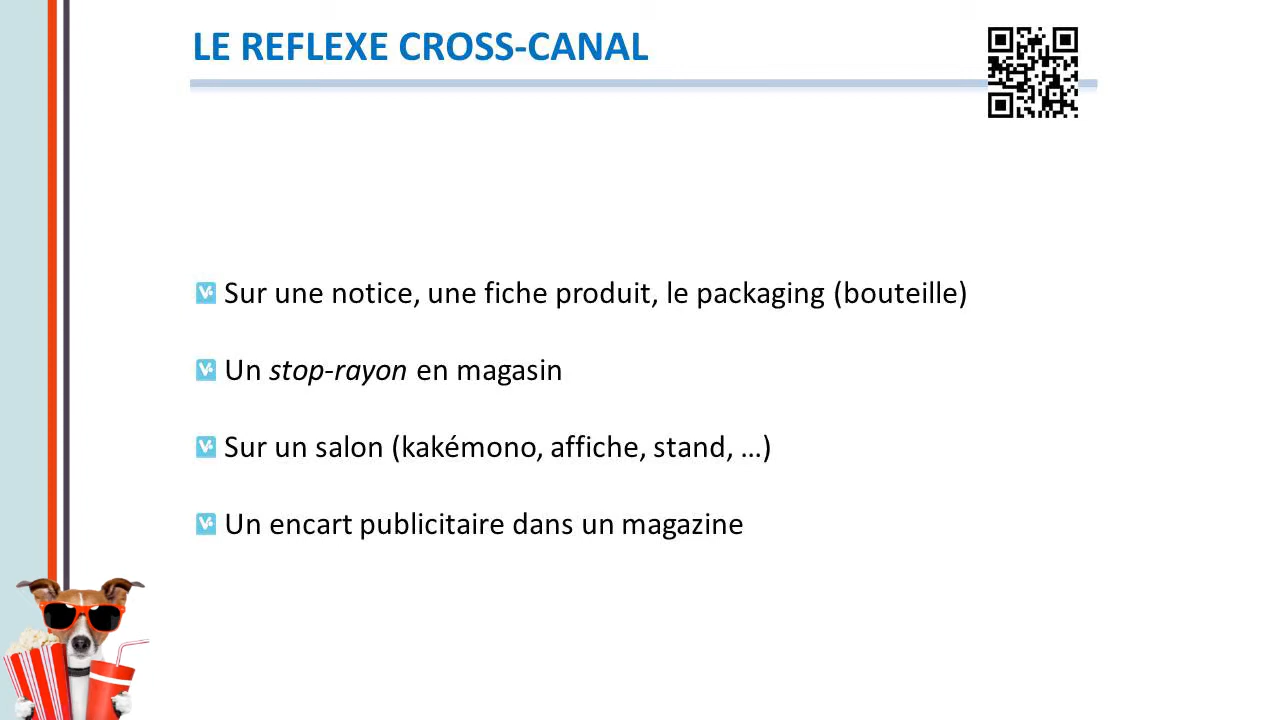 LE REFLEXE CROSS-CANAL
Sur une notice, une fiche produit, le packaging (bouteille)
Un stop-rayon en magasin
Sur un salon (kakémono, affiche, stand, …)
Un encart publicitaire dans un magazine